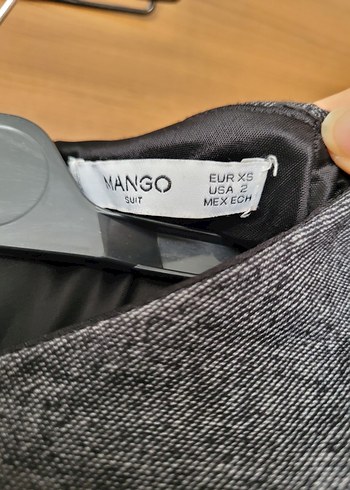 MANGO
SUIT
EUR XS
USA 2
MEX ECH